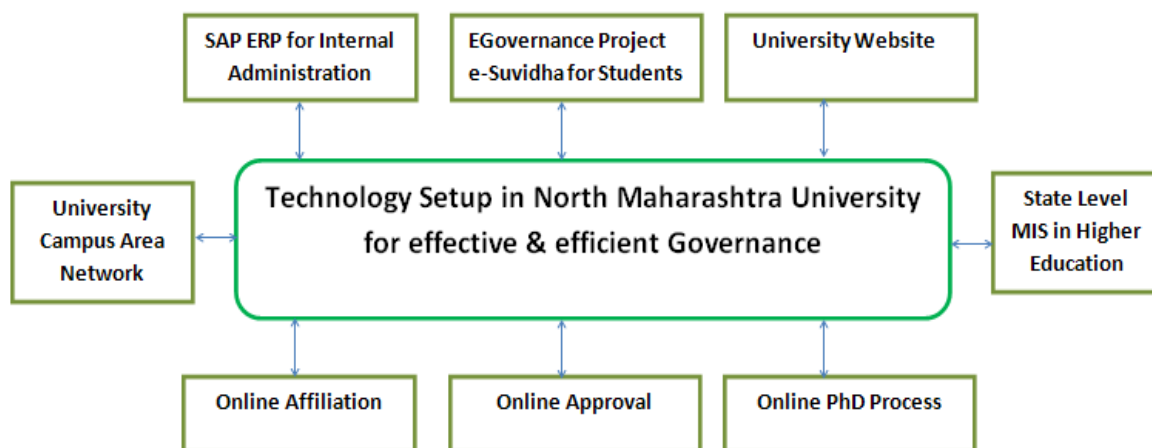 SAP ERP for Internal
Administration
EGovernance Project
e-Suvidha for Students
University Website
Technology Setup in North Maharashtra University
for effective & efficient Governance
University
Campus Area
Network
State Level
MIS in Higher
Education
Online Affiliation
Online Approval
Online PhD Process